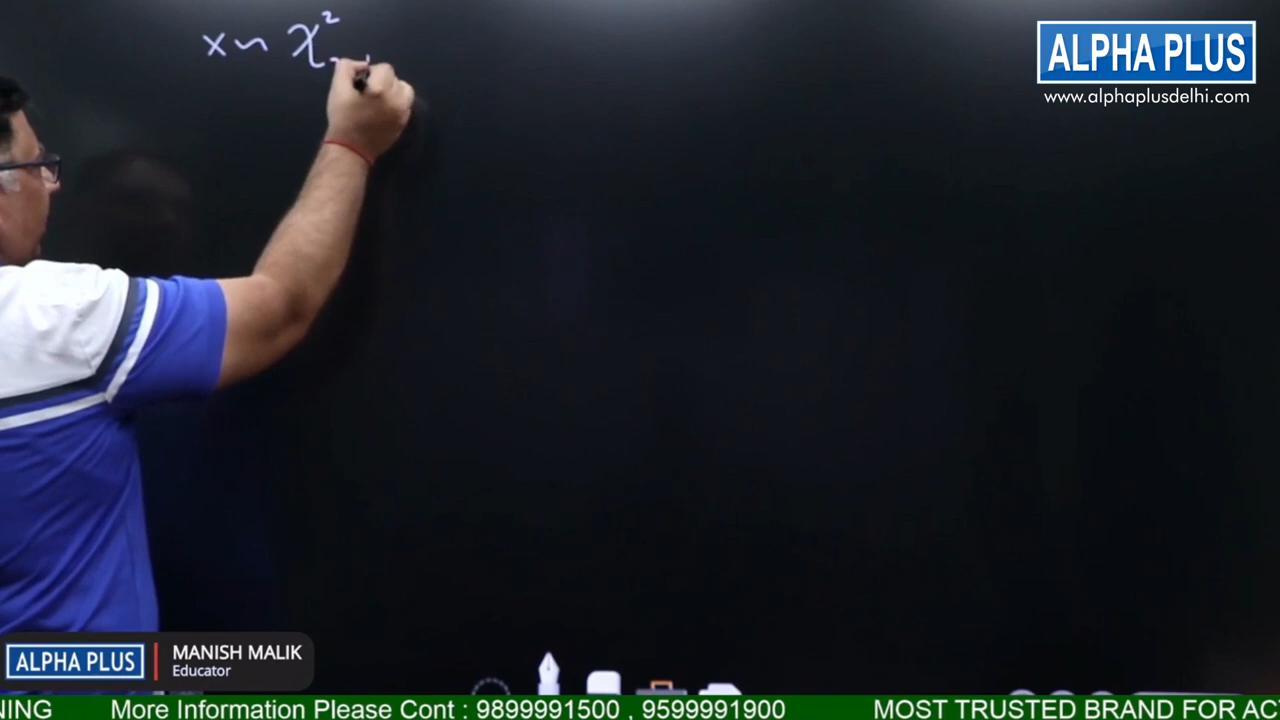 x ~ χ²
ALPHA PLUS
www.alphaplusdelhi.com
MANISH MALIK
ALPHA PLUS
Educator
NING More Information Please Cont : 9899991500 , 9599991900 MOST TRUSTED BRAND FOR AC